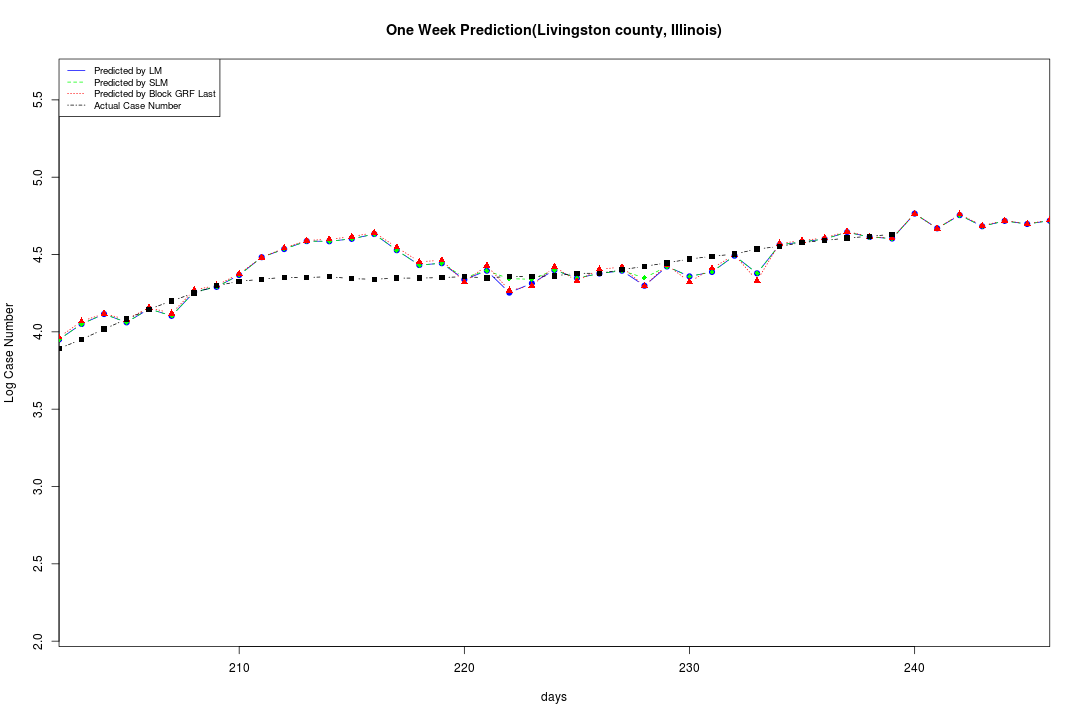 One Week Prediction(Livingston county, Illinois)
Predicted by LM
Predicted by SLM
Predicted by Block GRF Last
Actual Case Number
5.5
5.0
4.5
4.0
3.5
3.0
2.5
2.0
Log Case Number
210 220 230 240
days